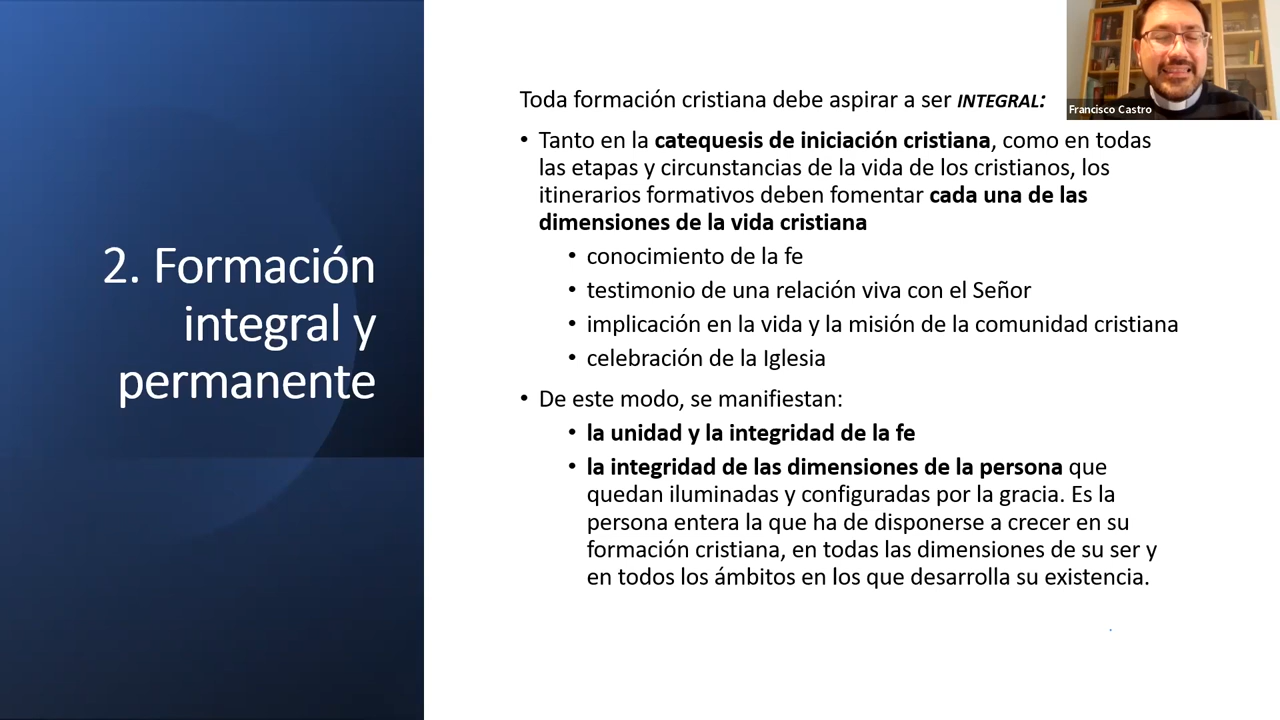 2. Formación
integral y
permanente
Toda formación cristiana debe aspirar a ser INTEGRAL:
• Tanto en la catequesis de iniciación cristiana, como en todas
las etapas y circunstancias de la vida de los cristianos, los
itinerarios formativos deben fomentar cada una de las
dimensiones de la vida cristiana
• conocimiento de la fe
• testimonio de una relación viva con el Señor
• implicación en la vida y la misión de la comunidad cristiana
• celebración de la Iglesia
• De este modo, se manifiestan:
• la unidad y la integridad de la fe
• la integridad de las dimensiones de la persona que
quedan iluminadas y configuradas por la gracia. Es la
persona entera la que ha de disponerse a crecer en su
formación cristiana, en todas las dimensiones de su ser y
en todos los ámbitos en los que desarrolla su existencia.
Francisco Castro